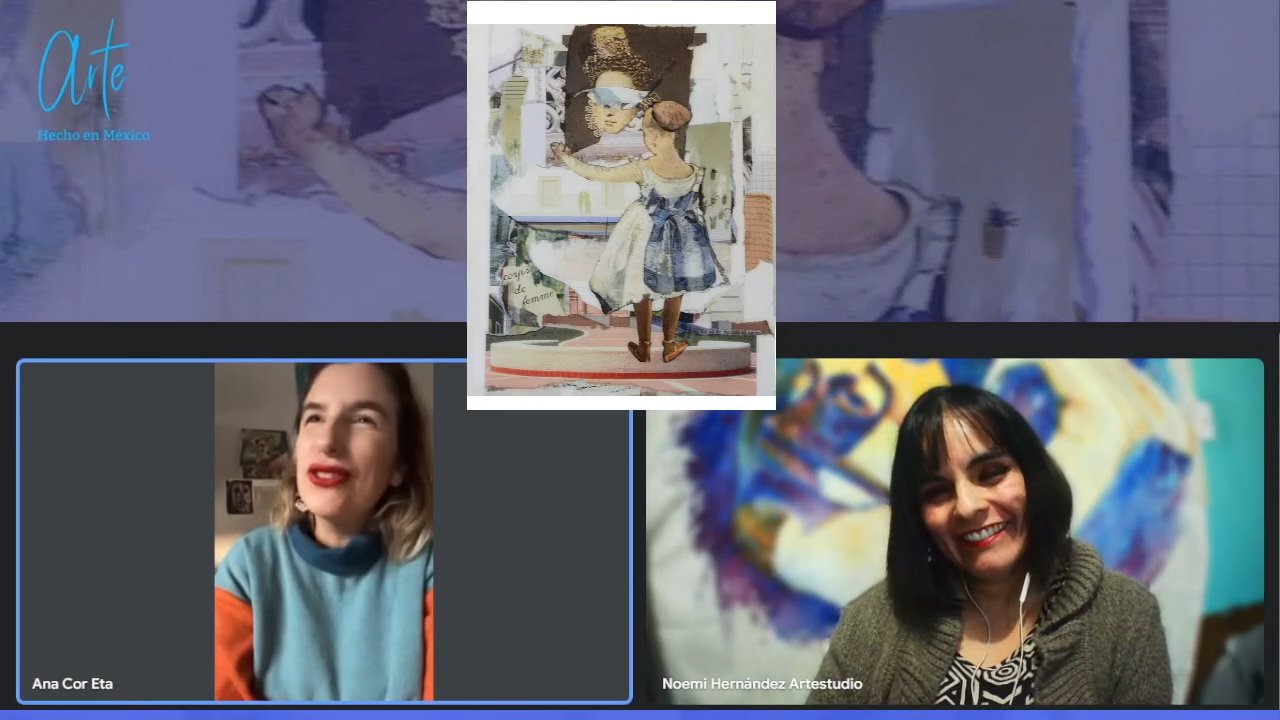 Arte
Hecho en México
corps
de
femme
Ana Cor Eta
Noemi Hernández Artestudio